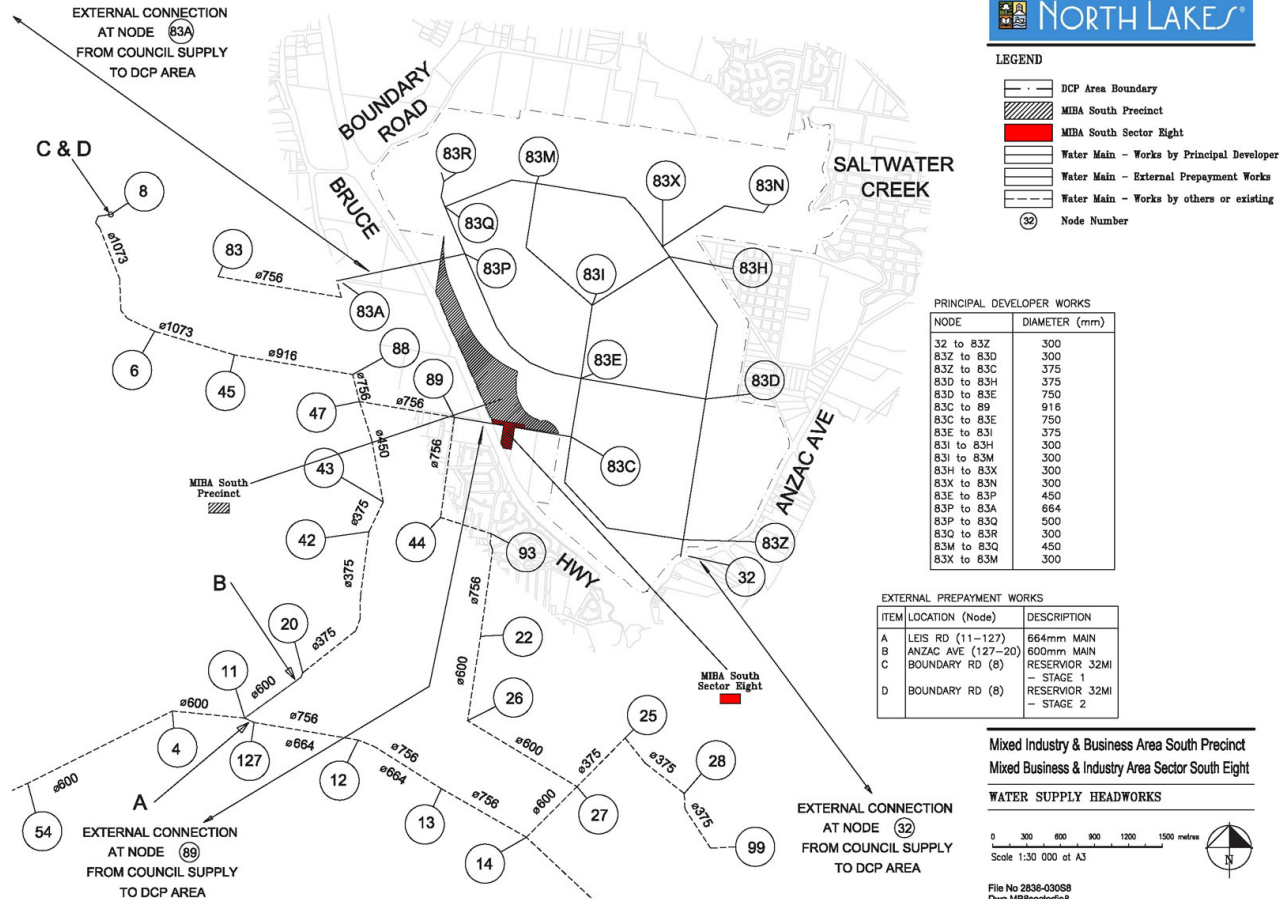 EXTERNAL CONNECTION
AT NODE 83A
FROM COUNCIL SUPPLY
TO DCP AREA
NORTH LAKES
LEGEND
DCP Area Boundary
MIBA South Precinct
MIBA South Sector Eight
Water Main - Works by Principal Developer
Water Main - External Prepayment Works
Water Main - Works by others or existing
32 Node Number
BOUNDARY
ROAD
BRUCE
SALTWATER
CREEK
C & D
8
ø1073
83
ø756
83A
83R
83M
83X
83N
83Q
83P
83I
83H
ø1073
6
45
ø916
88
89
ø756
47
ø756
83E
83D
ø450
ø756
43
MIBA South
Precinct
83C
ANZAC AVE
ø375
42
44
93
83Z
32
HWY
B
ø375
20
ø375
ø756
22
ø600
11
ø600
MIBA South
Sector Eight
26
25
ø600
ø756
4
127
ø664
12
ø756
ø664
ø600
ø375
ø375
28
ø600
54
A
13
ø756
ø600
27
ø375
14
99
EXTERNAL CONNECTION
AT NODE 89
FROM COUNCIL SUPPLY
TO DCP AREA
EXTERNAL CONNECTION
AT NODE 32
FROM COUNCIL SUPPLY
TO DCP AREA
PRINCIPAL DEVELOPER WORKS
NODE DIAMETER (mm)
32 to 83Z 300
83Z to 83D 300
83Z to 83C 375
83D to 83H 375
83D to 83E 750
83C to 89 916
83C to 83E 750
83E to 83I 375
83I to 83H 300
83I to 83M 300
83H to 83X 300
83X to 83N 300
83E to 83P 450
83P to 83A 664
83P to 83Q 500
83Q to 83R 300
83M to 83Q 450
83X to 83M 300
EXTERNAL PREPAYMENT WORKS
ITEM LOCATION (Node) DESCRIPTION
A LEIS RD (11-127) 664mm MAIN
B ANZAC AVE (127-20) 600mm MAIN
C BOUNDARY RD (8) RESERVIOR 32Ml
- STAGE 1
D BOUNDARY RD (8) RESERVIOR 32Ml
- STAGE 2
Mixed Industry & Business Area South Precinct
Mixed Business & Industry Area Sector South Eight
WATER SUPPLY HEADWORKS
0 300 600 900 1200 1500 metres
Scale 1:30 000 at A3
N
File No 2836-030S8